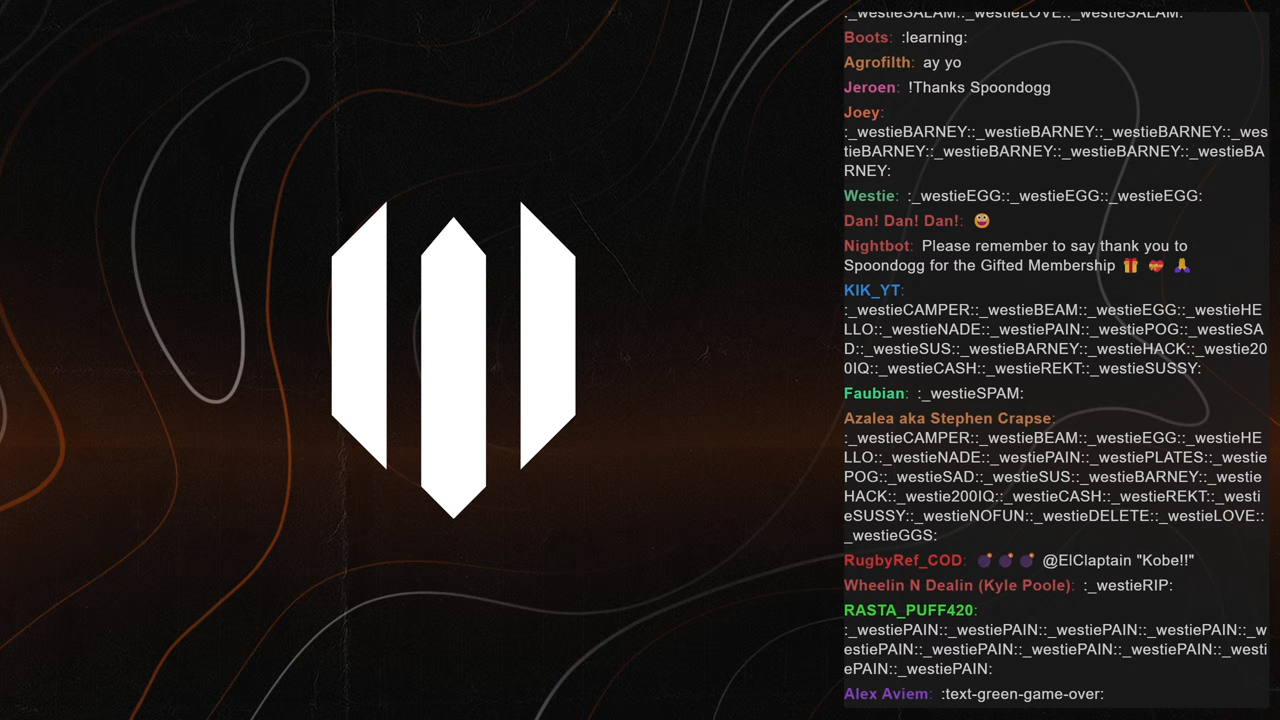 :_westieSALAM::_westieLOVE::_westieSALAM:
Boots: :learning:
Agrofilth: ay yo
Jeroen: !Thanks Spoondogg
Joey:
:_westieBARNEY::_westieBARNEY::_westieBARNEY::_wes
tieBARNEY::_westieBARNEY::_westieBARNEY::_westieBA
RNEY:
Westie: :_westieEGG::_westieEGG::_westieEGG:
Dan! Dan! Dan!: 😀
Nightbot: Please remember to say thank you to
Spoondogg for the Gifted Membership 🎁 💝 🙏
KIK_YT:
:_westieCAMPER::_westieBEAM::_westieEGG::_westieHE
LLO::_westieNADE::_westiePAIN::_westiePOG::_westieSA
D::_westieSUS::_westieBARNEY::_westieHACK::_westie20
0IQ::_westieCASH::_westieREKT::_westieSUSSY:
Faubian: :_westieSPAM:
Azalea aka Stephen Crapse:
:_westieCAMPER::_westieBEAM::_westieEGG::_westieHE
LLO::_westieNADE::_westiePAIN::_westiePLATES::_westie
POG::_westieSAD::_westieSUS::_westieBARNEY::_westie
HACK::_westie200IQ::_westieCASH::_westieREKT::_westi
eSUSSY::_westieNOFUN::_westieDELETE::_westieLOVE::
_westieGGS:
RugbyRef_COD: 💣 💣 💣 @ElClaptain "Kobe!!"
Wheelin N Dealin (Kyle Poole): :_westieRIP:
RASTA_PUFF420:
:_westiePAIN::_westiePAIN::_westiePAIN::_westiePAIN::_w
estiePAIN::_westiePAIN::_westiePAIN::_westiePAIN::_westi
ePAIN::_westiePAIN:
Alex Aviem: :text-green-game-over: